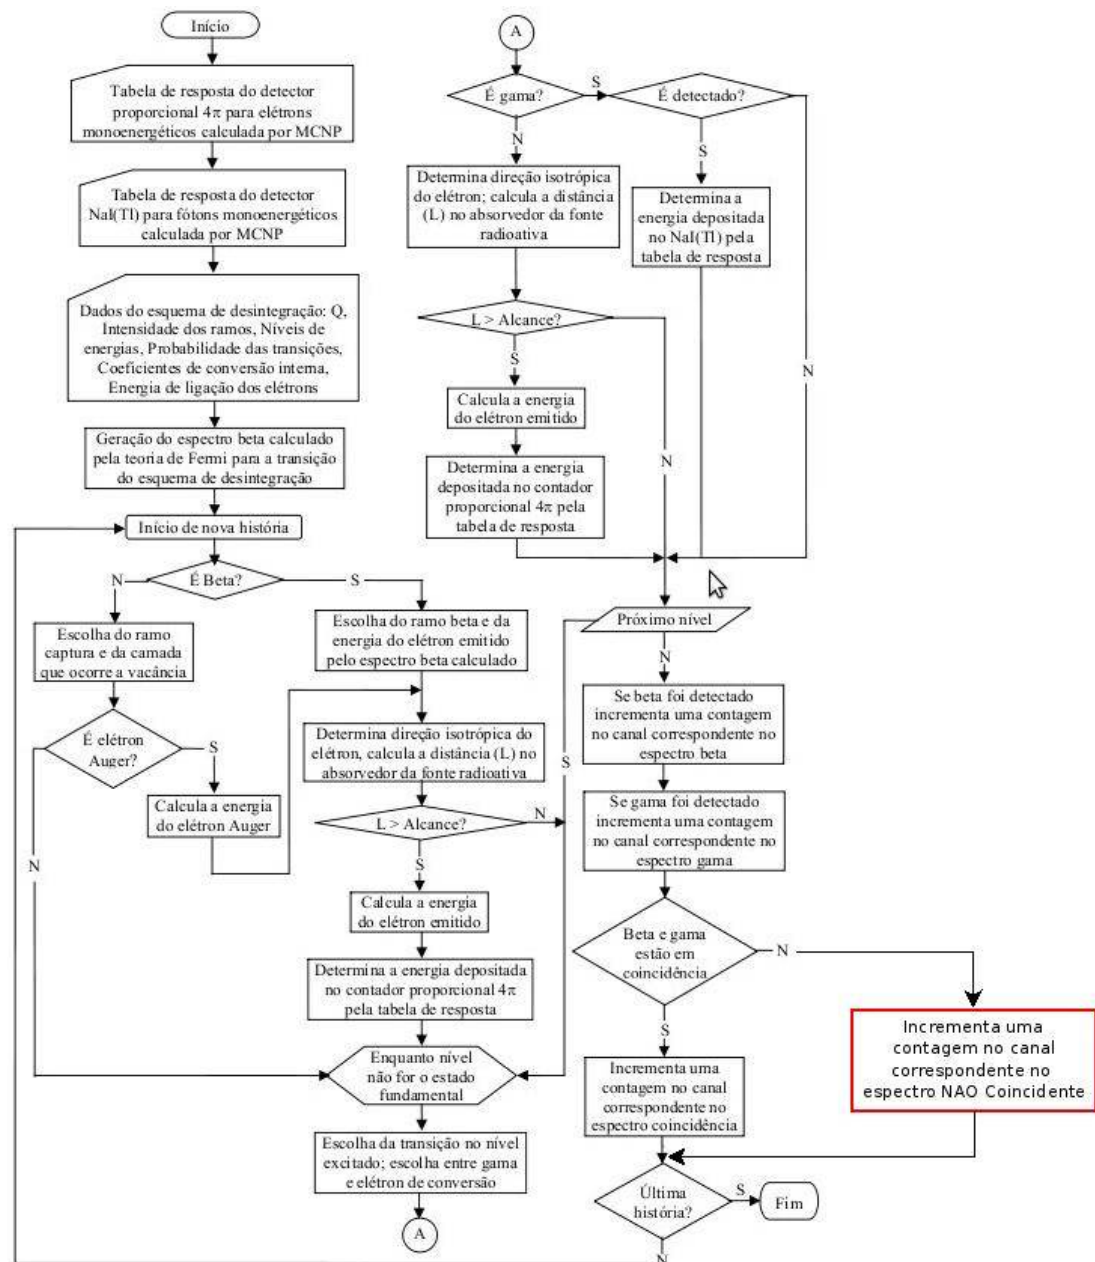 Início
Tabela de resposta do detector
proporcional 4π para elétrons
monoenergéticos calculada por MCNP
Tabela de resposta do detector
NaI(Tl) para fótons monoenergéticos
calculada por MCNP
Dados do esquema de desintegração: Q,
Intensidade dos ramos, Níveis de
energias, Probabilidade das transições,
Coeficientes de conversão interna,
Energia de ligação dos elétrons
Geração do espectro beta calculado
pela teoria de Fermi para a transição
do esquema de desintegração
Início de nova história
É Beta?
N
S
Escolha do ramo
captura e da camada
que ocorre a vacância
É elétron
Auger?
S
N
Calcula a energia
do elétron Auger
Escolha do ramo beta e da
energia do elétron emitido
pelo espectro beta calculado
Determina direção isotrópica do
elétron, calcula a distância (L) no
absorvedor da fonte radioativa
L > Alcance?
N
S
Calcula a energia
do elétron emitido
Determina a energia depositada
no contador proporcional 4π
pela tabela de resposta
Enquanto nível
não for o estado
fundamental
Escolha da transição no nível
excitado; escolha entre gama
e elétron de conversão
A
A
É gama?
S
N
É detectado?
S
N
Determina a
energia depositada
no NaI(Tl) pela
tabela de resposta
Determina direção isotrópica
do elétron; calcula a distância
(L) no absorvedor da fonte
radioativa
L > Alcance?
S
N
Calcula a energia
do elétron emitido
Determina a energia
depositada no contador
proporcional 4π pela
tabela de resposta
Próximo nível
S
N
Se beta foi detectado
incrementa uma contagem
no canal correspondente no
espectro beta
Se gama foi detectado
incrementa uma contagem
no canal correspondente no
espectro gama
Beta e gama
estão em
coincidência
N
S
Incrementa uma
contagem no canal
correspondente no
espectro coincidência
Incrementa uma
contagem no canal
correspondente no
espectro NAO Coincidente
Última
história?
S
Fim
N